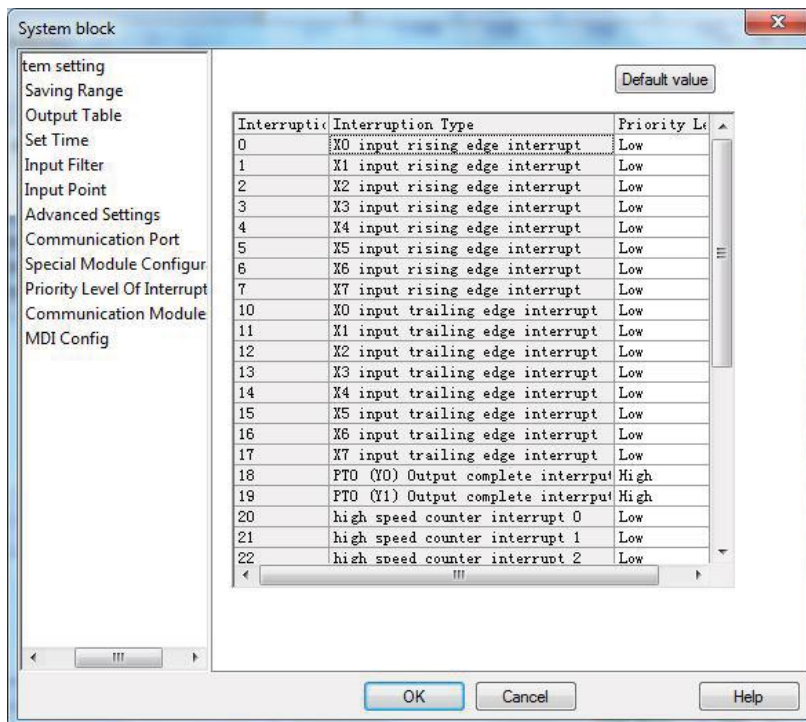 System block
tem setting
Saving Range
Output Table
Set Time
Input Filter
Input Point
Advanced Settings
Communication Port
Special Module Configur
Priority Level Of Interrupt
Communication Module
MDI Config
Default value
Interruptic Interruption Type Priority Le
0 X0 input rising edge interrupt Low
1 X1 input rising edge interrupt Low
2 X2 input rising edge interrupt Low
3 X3 input rising edge interrupt Low
4 X4 input rising edge interrupt Low
5 X5 input rising edge interrupt Low
6 X6 input rising edge interrupt Low
7 X7 input rising edge interrupt Low
10 X0 input trailing edge interrupt Low
11 X1 input trailing edge interrupt Low
12 X2 input trailing edge interrupt Low
13 X3 input trailing edge interrupt Low
14 X4 input trailing edge interrupt Low
15 X5 input trailing edge interrupt Low
16 X6 input trailing edge interrupt Low
17 X7 input trailing edge interrupt Low
18 PTO (Y0) Output complete interrput High
19 PTO (Y1) Output complete interrput High
20 high speed counter interrupt 0 Low
21 high speed counter interrupt 1 Low
22 high speed counter interrupt 2 Low
OK Cancel Help